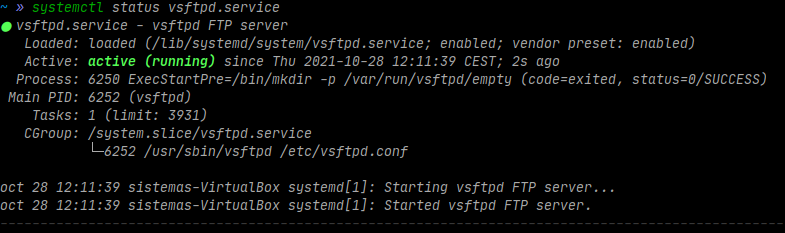 ~ » systemctl status vsftpd.service
● vsftpd.service - vsftpd FTP server
Loaded: loaded (/lib/systemd/system/vsftpd.service; enabled; vendor preset: enabled)
Active: active (running) since Thu 2021-10-28 12:11:39 CEST; 2s ago
Process: 6250 ExecStartPre=/bin/mkdir -p /var/run/vsftpd/empty (code=exited, status=0/SUCCESS)
Main PID: 6252 (vsftpd)
Tasks: 1 (limit: 3931)
CGroup: /system.slice/vsftpd.service
└─6252 /usr/sbin/vsftpd /etc/vsftpd.conf
oct 28 12:11:39 sistemas-VirtualBox systemd[1]: Starting vsftpd FTP server...
oct 28 12:11:39 sistemas-VirtualBox systemd[1]: Started vsftpd FTP server.